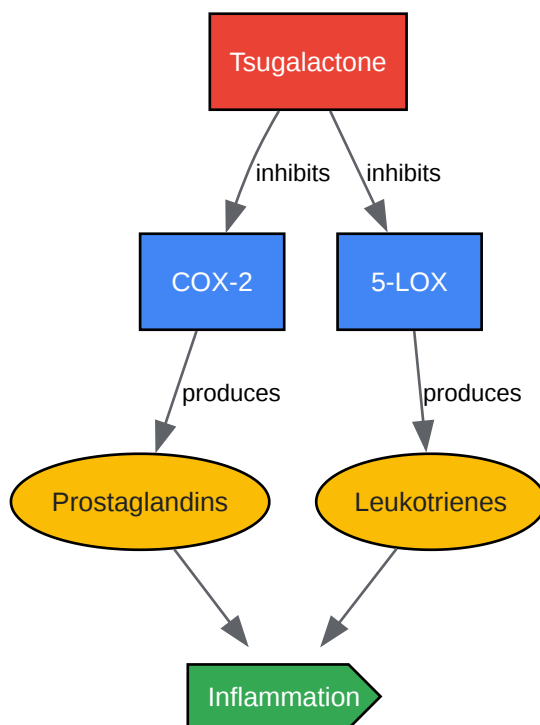 Tsugalactone
inhibits
inhibits
COX-2
5-LOX
produces
produces
Prostaglandins
Leukotrienes
Inflammation